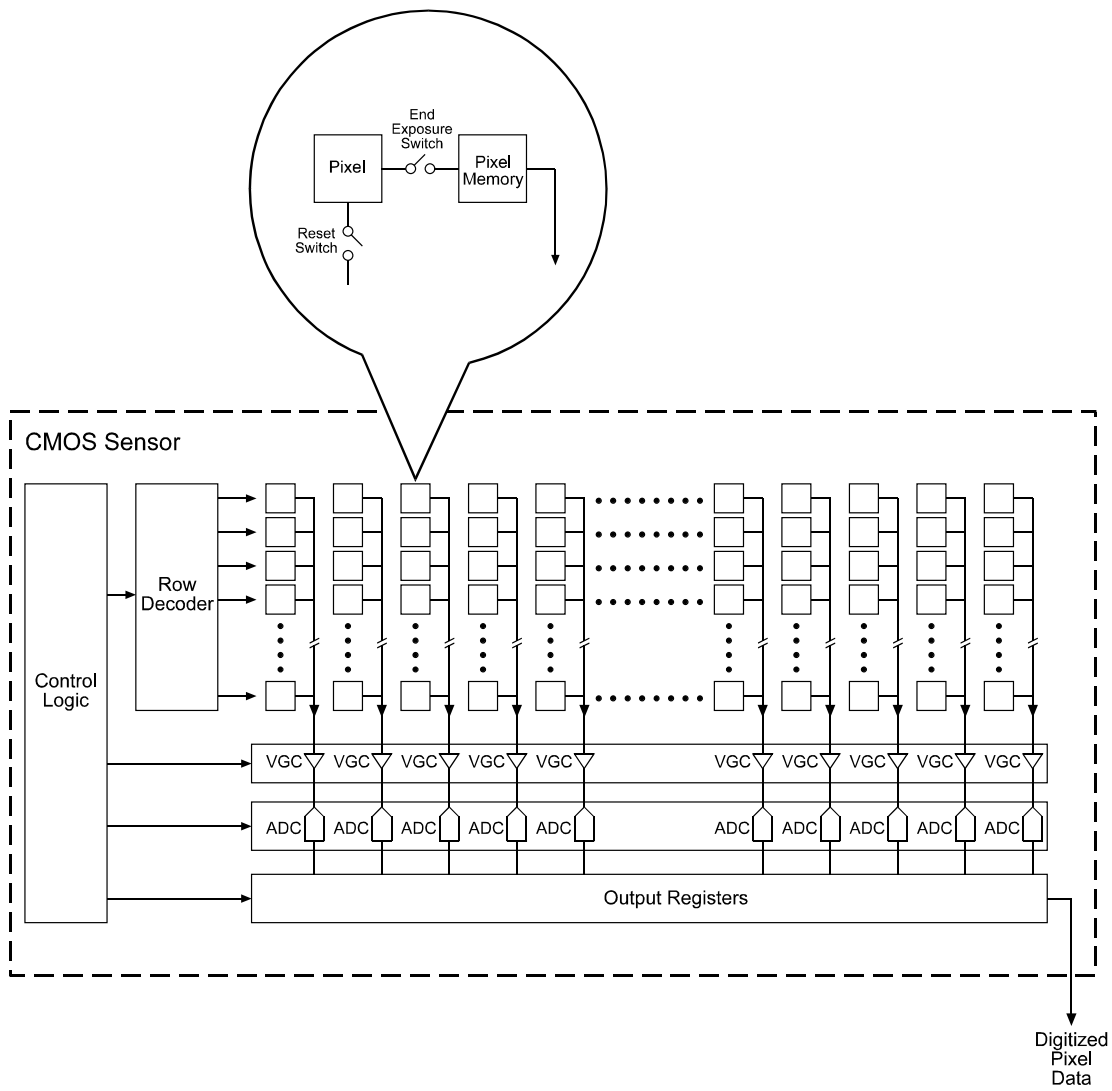 End
Exposure
Switch
Pixel
Pixel
Memory
Reset
Switch
CMOS Sensor
Row
Decoder
Control
Logic
VGC VGC VGC VGC VGC VGC VGC VGC VGC VGC
ADC ADC ADC ADC ADC ADC ADC ADC ADC ADC
Output Registers
Digitized
Pixel
Data